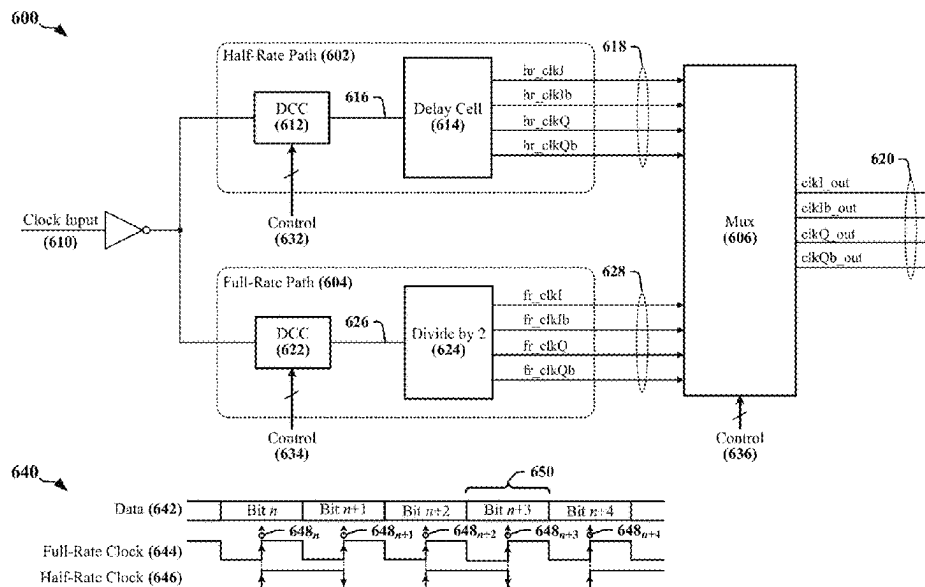 600
Half-Rate Path (602)
DCC
(612)
616
Delay Cell
(614)
hr_clkI
hr_clkIb
hr_clkQ
hr_clkQb
618
Control
(632)
Clock Input
(610)
Mux
(606)
clkI_out
clkIb_out
clkQ_out
clkQb_out
620
Full-Rate Path (604)
DCC
(622)
626
Divide by 2
(624)
fr_clkI
fr_clkIb
fr_clkQ
fr_clkQb
628
Control
(634)
Control
(636)
640
650
Data (642)
Bit n
Bit n+1
Bit n+2
Bit n+3
Bit n+4
648n
648n+1
648n+2
648n+3
648n+4
Full-Rate Clock (644)
Half-Rate Clock (646)